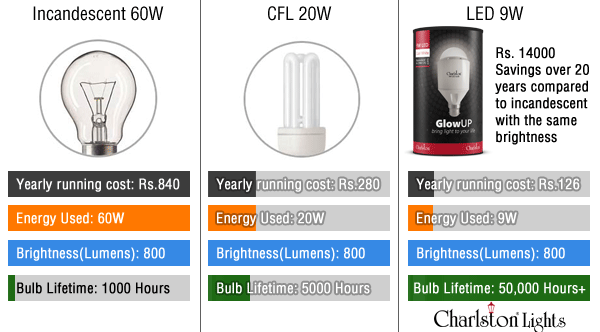 Incandescent 60W
CFL 20W
LED 9W
Charlston
GlowUP
bring light to your life
Charlston
Rs. 14000
Savings over 20
years compared
to incandescent
with the same
brightness
Yearly running cost: Rs.840
Energy Used: 60W
Brightness(Lumens): 800
Bulb Lifetime: 1000 Hours
Yearly running cost: Rs.280
Energy Used: 20W
Brightness(Lumens): 800
Bulb Lifetime: 5000 Hours
Yearly running cost: Rs.126
Energy Used: 9W
Brightness(Lumens): 800
Bulb Lifetime: 50,000 Hours+
Charlston Lights